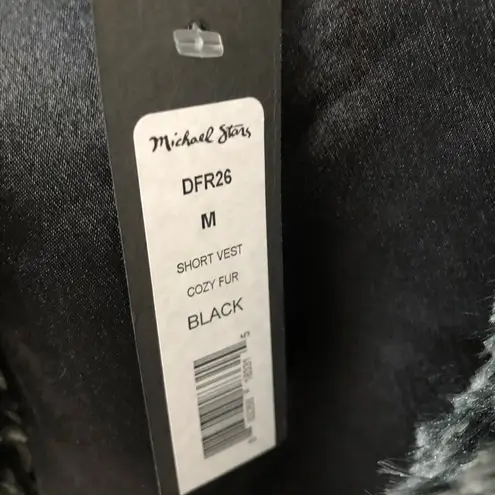 Michael Stars
DFR26
M
SHORT VEST
COZY FUR
BLACK